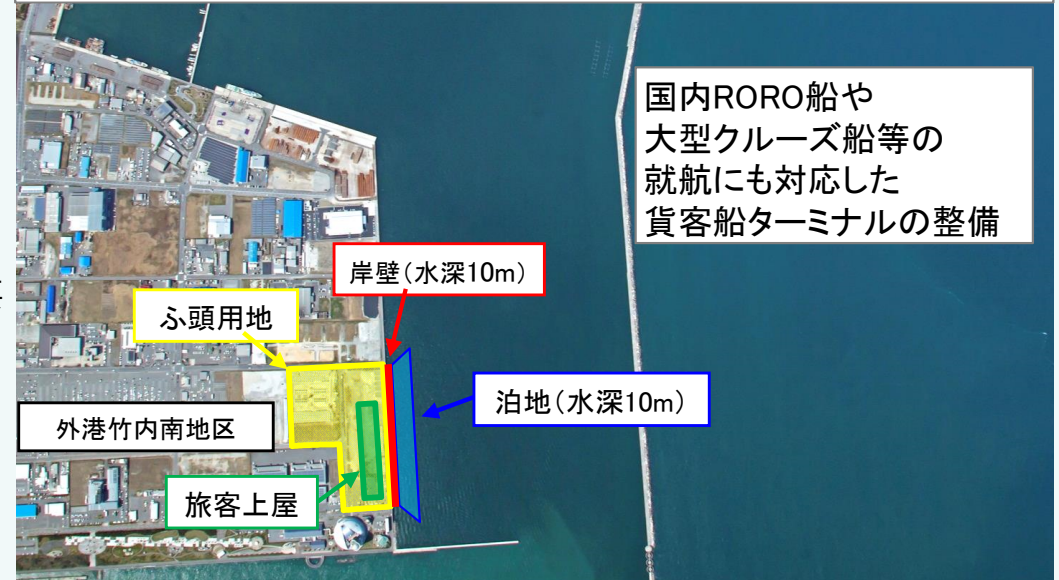 国内RORO船や
大型クルーズ船等の
就航にも対応した
貨客船ターミナルの整備
岸壁（水深10m）
ふ頭用地
泊地（水深10m）
外港竹内南地区
旅客上屋